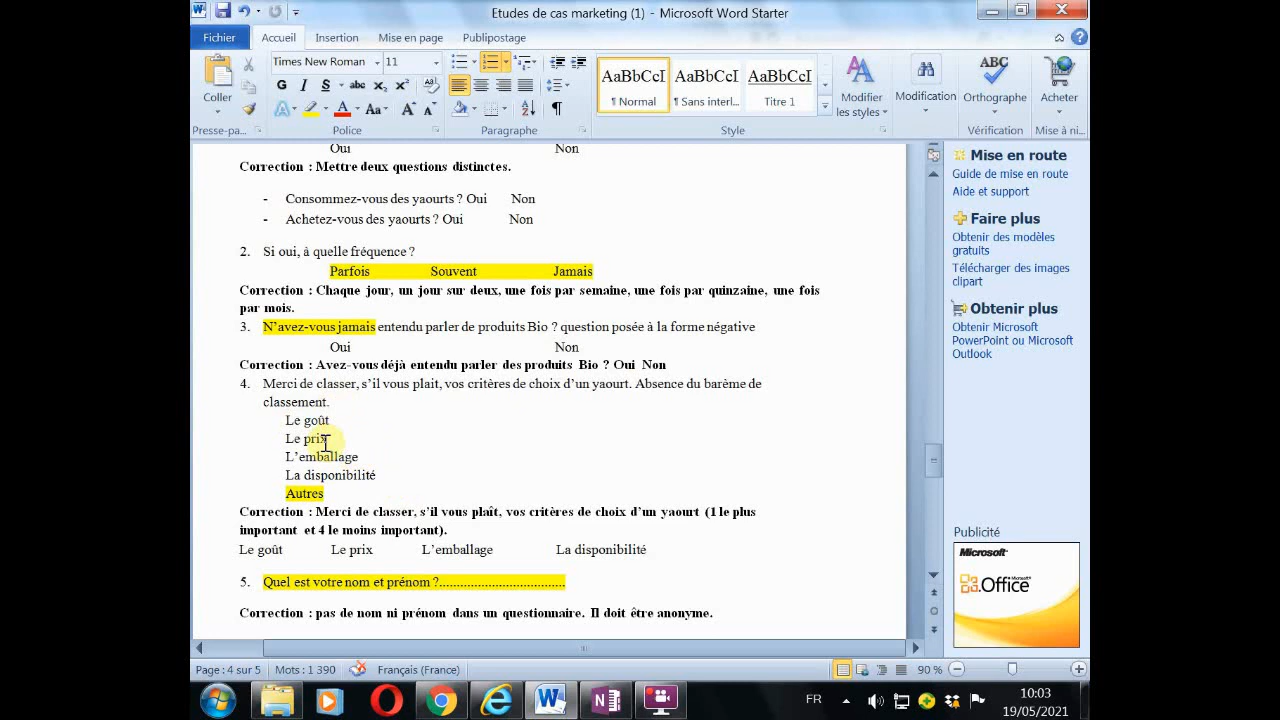 Etudes de cas marketing (1) - Microsoft Word Starter
Fichier Accueil Insertion Mise en page Publipostage
Times New Roman 11
Coller
G I S abc x₂ x²
AaBbCcI AaBbCcI AaBbCcI
¶ Normal ¶ Sans interl... Titre 1
Modifier les styles
Modification
ABC
Orthographe
Acheter
Presse-pa... Police Paragraphe Style Vérification Mise à ni...
Oui Non
Correction : Mettre deux questions distinctes.
- Consommez-vous des yaourts ? Oui Non
- Achetez-vous des yaourts ? Oui Non
2. Si oui, à quelle fréquence ?
Parfois Souvent Jamais
Correction : Chaque jour, un jour sur deux, une fois par semaine, une fois par quinzaine, une fois
par mois.
3. N'avez-vous jamais entendu parler de produits Bio ? question posée à la forme négative
Oui Non
Correction : Avez-vous déjà entendu parler des produits Bio ? Oui Non
4. Merci de classer, s'il vous plait, vos critères de choix d'un yaourt. Absence du barème de
classement.
Le goût
Le prix
L'emballage
La disponibilité
Autres
Correction : Merci de classer, s'il vous plaît, vos critères de choix d'un yaourt (1 le plus
important et 4 le moins important).
Le goût Le prix L'emballage La disponibilité
5. Quel est votre nom et prénom ?......................................
Correction : pas de nom ni prénom dans un questionnaire. Il doit être anonyme.
Mise en route
Guide de mise en route
Aide et support
Faire plus
Obtenir des modèles
gratuits
Télécharger des images
clipart
Obtenir plus
Obtenir Microsoft
PowerPoint ou Microsoft
Outlook
Publicité
Microsoft
Office
Page : 4 sur 5 Mots : 1 390 Français (France) 90 %
FR 10:03
19/05/2021